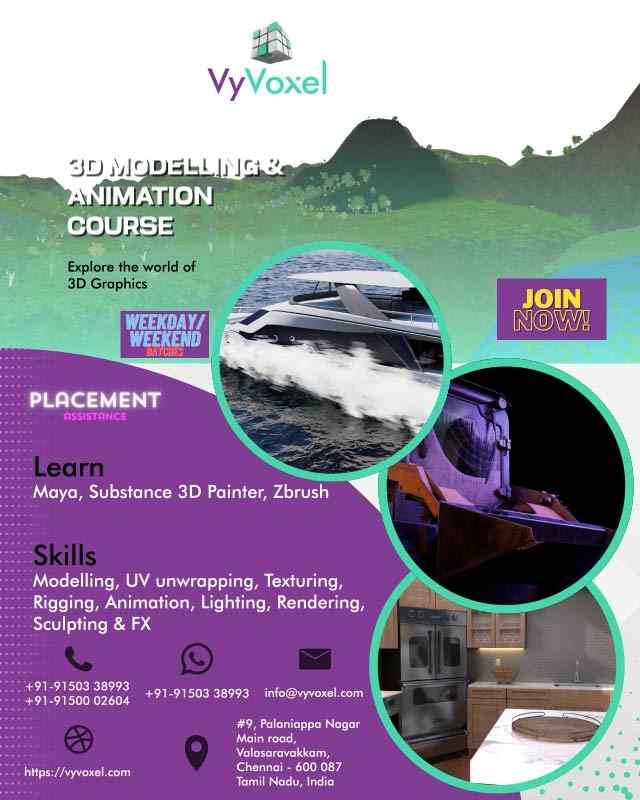 VyVoxel
3D MODELLING &
ANIMATION
COURSE
Explore the world of
3D Graphics
JOIN
NOW!
WEEKDAY/
WEEKEND
BATCHES
PLACEMENT
ASSISTANCE
Learn
Maya, Substance 3D Painter, Zbrush
Skills
Modelling, UV unwrapping, Texturing,
Rigging, Animation, Lighting, Rendering,
Sculpting & FX
+91-91503 38993
+91-91500 02604
+91-91503 38993
info@vyvoxel.com
https://vyvoxel.com
#9, Palaniappa Nagar
Main road,
Valasaravakkam,
Chennai - 600 087
Tamil Nadu, India